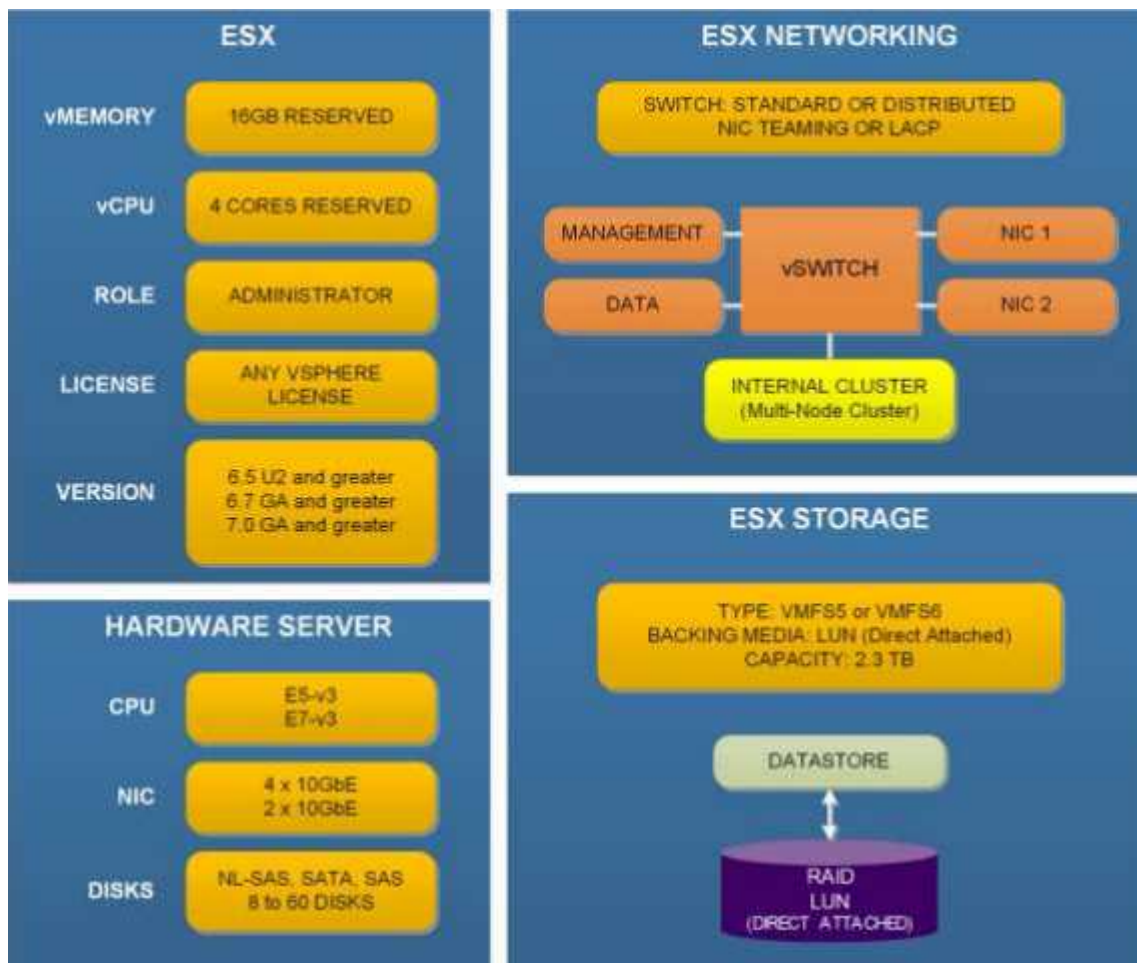 ESX
vMEMORY
16GB RESERVED
vCPU
4 CORES RESERVED
ROLE
ADMINISTRATOR
LICENSE
ANY VSPHERE
LICENSE
VERSION
6.5 U2 and greater
6.7 GA and greater
7.0 GA and greater
HARDWARE SERVER
CPU
E5-v3
E7-v3
NIC
4 x 10GbE
2 x 10GbE
DISKS
NL-SAS, SATA, SAS
8 to 60 DISKS
ESX NETWORKING
SWITCH: STANDARD OR DISTRIBUTED
NIC TEAMING OR LACP
MANAGEMENT
DATA
vSWITCH
NIC 1
NIC 2
INTERNAL CLUSTER
(Multi-Node Cluster)
ESX STORAGE
TYPE: VMFS5 or VMFS6
BACKING MEDIA: LUN (Direct Attached)
CAPACITY: 2.3 TB
DATASTORE
RAID
LUN
(DIRECT ATTACHED)